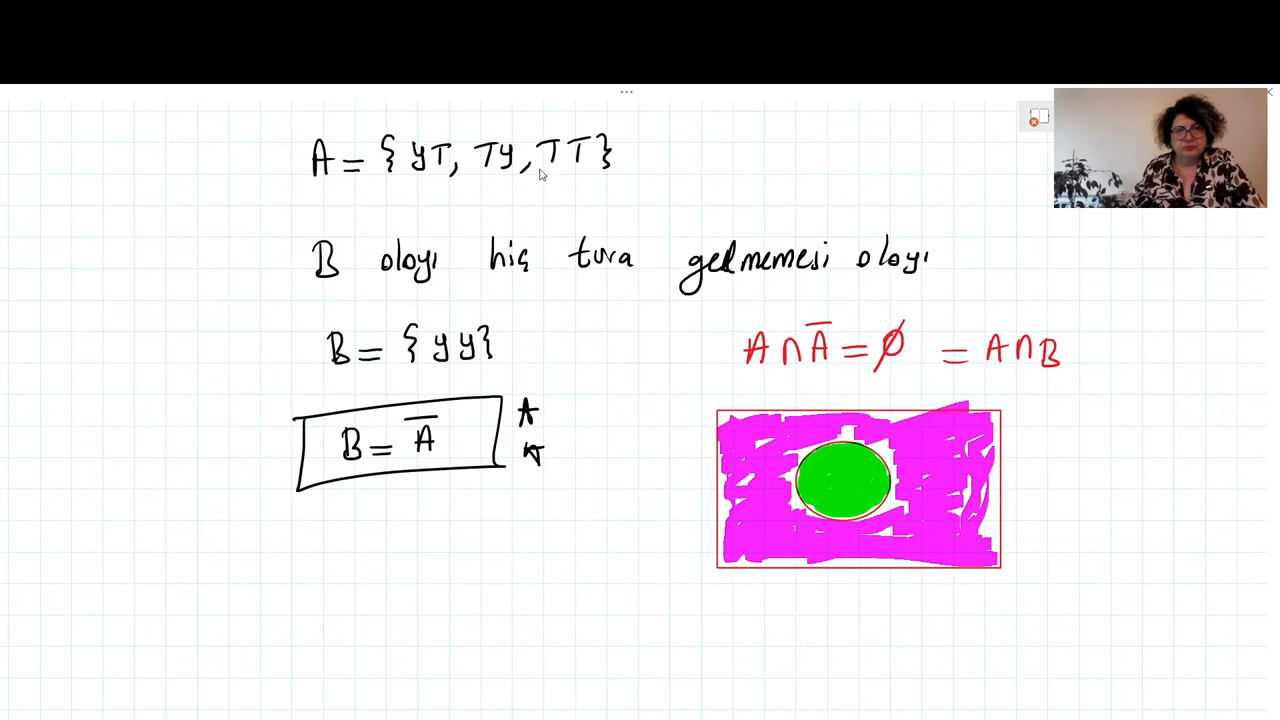 A = { YT, TY, TT }
B olayı hiç tura gelmemesi olayı
B = { YY }
A ∩ A̅ = ∅ = A ∩ B
B = A̅